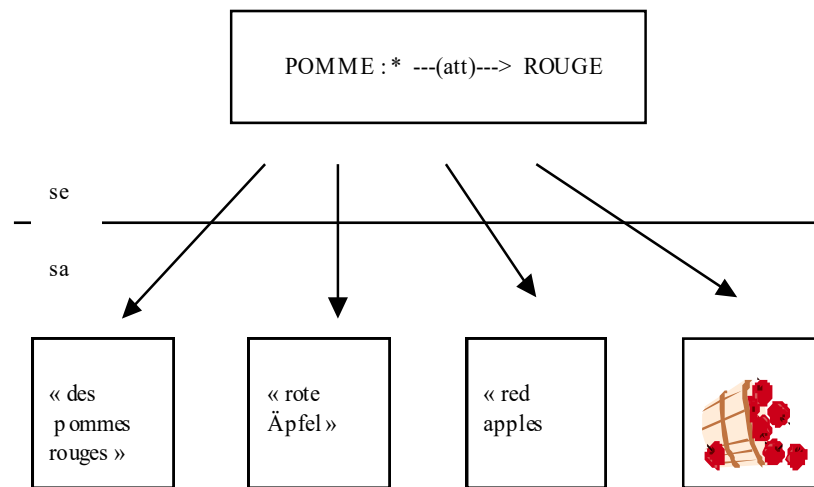 POMME : * ---(att)---> ROUGE
se
sa
« des
pommes
rouges »
« rote
Äpfel »
« red
apples